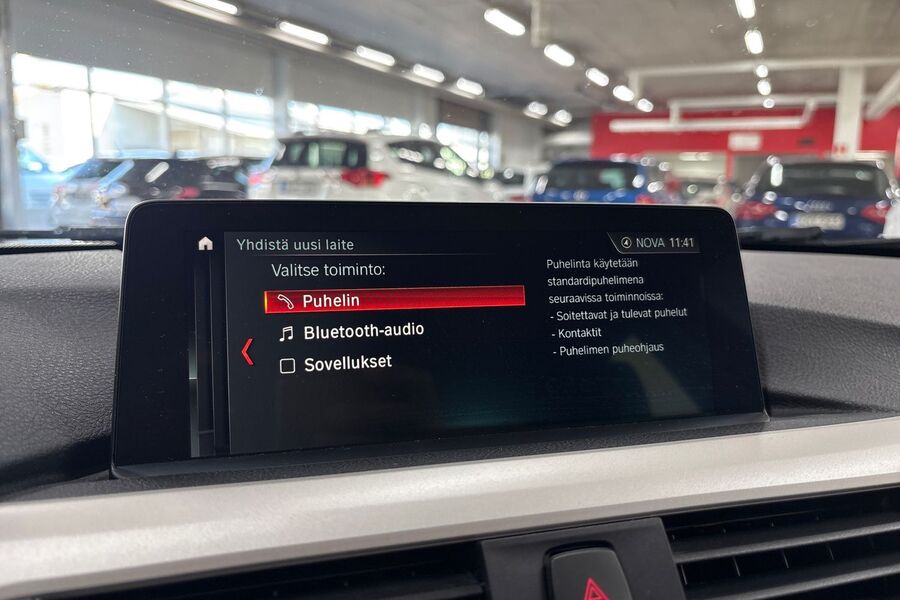 Yhdistä uusi laite
NOVA 11:41
Valitse toiminto:
Puhelin
Bluetooth-audio
Sovellukset
Puhelinta käytetään
standardipuhelimena
seuraavissa toiminnoissa:
- Soitettavat ja tulevat puhelut
- Kontaktit
- Puhelimen puheohjaus